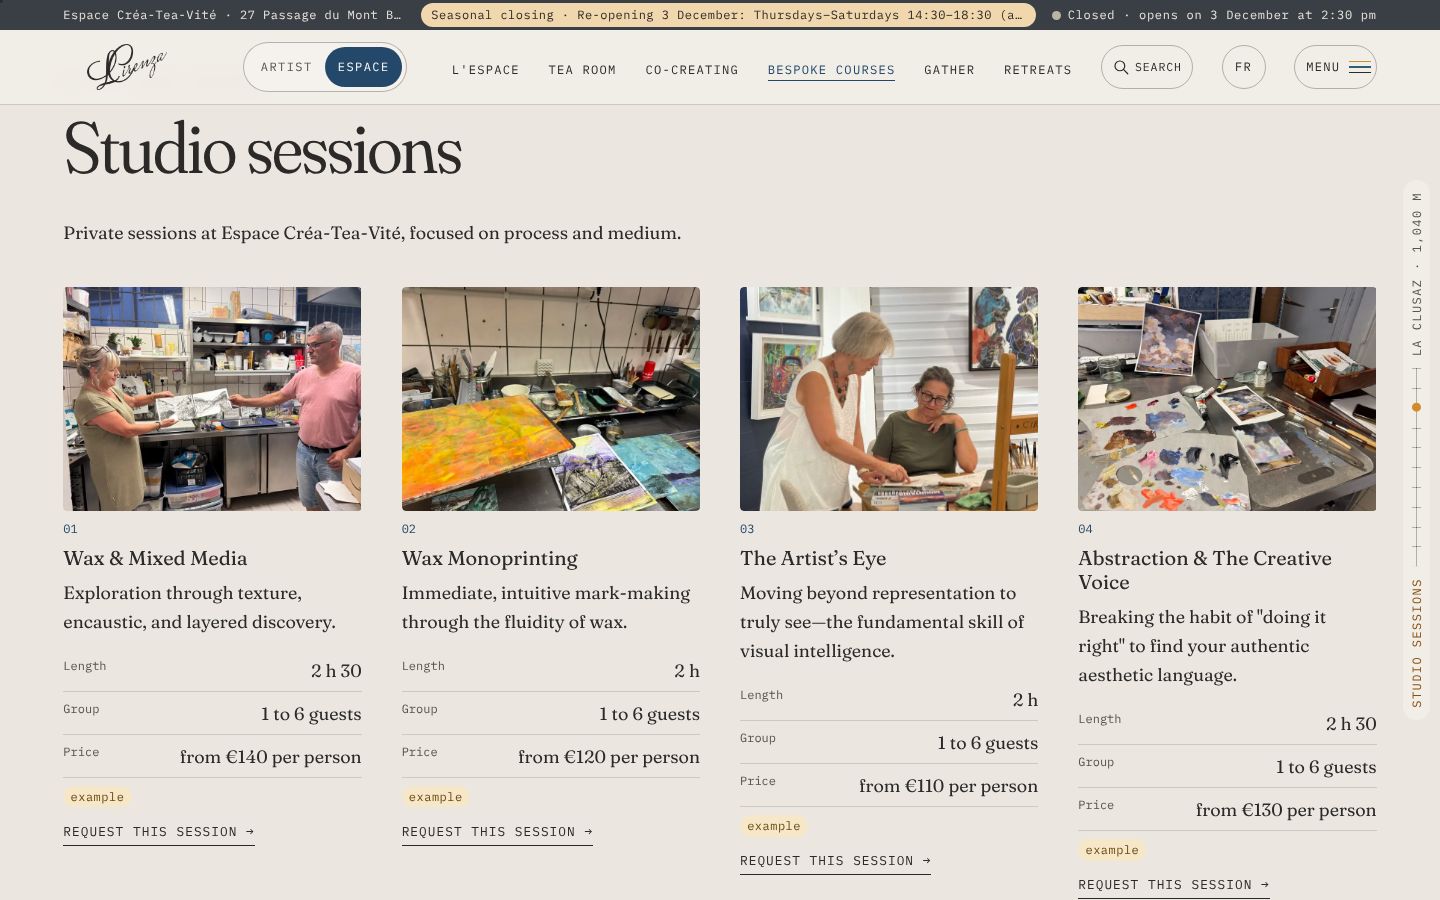 Espace Créa-Tea-Vité · 27 Passage du Mont B…
Seasonal closing · Re-opening 3 December: Thursdays–Saturdays 14:30–18:30 (a…
Closed · opens on 3 December at 2:30 pm
Lirenza
ARTIST
ESPACE
L'ESPACE
TEA ROOM
CO-CREATING
BESPOKE COURSES
GATHER
RETREATS
SEARCH
FR
MENU
Studio sessions
Private sessions at Espace Créa-Tea-Vité, focused on process and medium.
01
Wax & Mixed Media
Exploration through texture,
encaustic, and layered discovery.
Length 2 h 30
Group 1 to 6 guests
Price from €140 per person
example
REQUEST THIS SESSION →
02
Wax Monoprinting
Immediate, intuitive mark-making
through the fluidity of wax.
Length 2 h
Group 1 to 6 guests
Price from €120 per person
example
REQUEST THIS SESSION →
03
The Artist’s Eye
Moving beyond representation to
truly see—the fundamental skill of
visual intelligence.
Length 2 h
Group 1 to 6 guests
Price from €110 per person
example
REQUEST THIS SESSION →
04
Abstraction & The Creative
Voice
Breaking the habit of "doing it
right" to find your authentic
aesthetic language.
Length 2 h 30
Group 1 to 6 guests
Price from €130 per person
example
REQUEST THIS SESSION →
LA CLUSAZ · 1,040 M
STUDIO SESSIONS